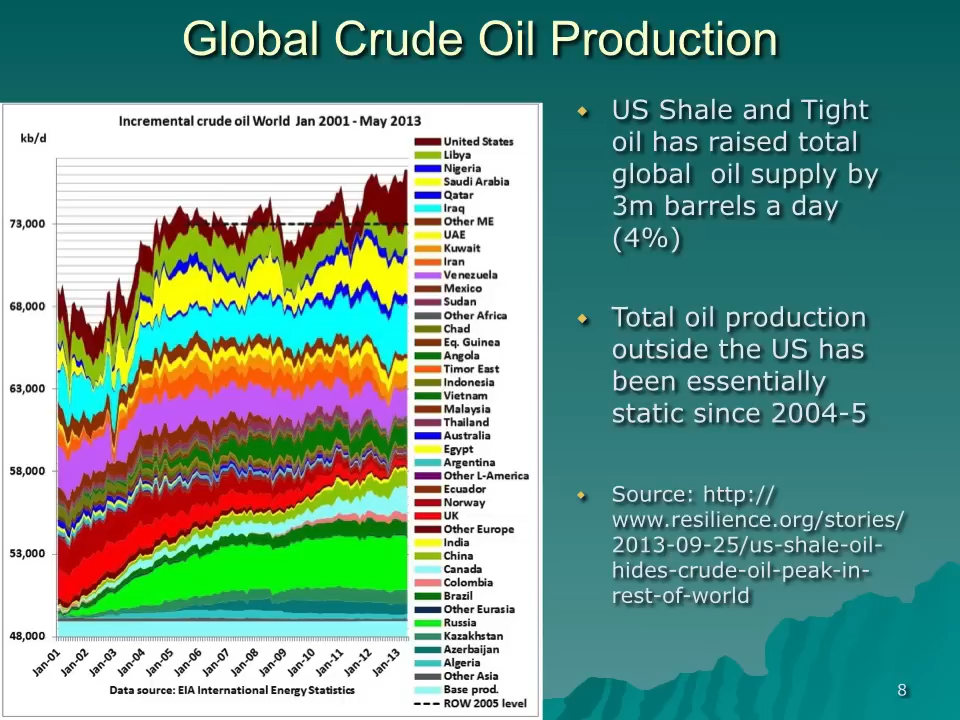 Global Crude Oil Production
Incremental crude oil World Jan 2001 - May 2013
kb/d
73,000
68,000
63,000
58,000
53,000
48,000
Jan-01
Jan-02
Jan-03
Jan-04
Jan-05
Jan-06
Jan-07
Jan-08
Jan-09
Jan-10
Jan-11
Jan-12
Jan-13
Data source: EIA International Energy Statistics
United States
Libya
Nigeria
Saudi Arabia
Qatar
Iraq
Other ME
UAE
Kuwait
Iran
Venezuela
Mexico
Sudan
Other Africa
Chad
Eq. Guinea
Angola
Timor East
Indonesia
Vietnam
Malaysia
Thailand
Australia
Egypt
Argentina
Other L-America
Ecuador
Norway
UK
Other Europe
India
China
Canada
Colombia
Brazil
Other Eurasia
Russia
Kazakhstan
Azerbaijan
Algeria
Other Asia
Base prod.
ROW 2005 level
US Shale and Tight
oil has raised total
global oil supply by
3m barrels a day
(4%)
Total oil production
outside the US has
been essentially
static since 2004-5
Source: http://
www.resilience.org/stories/
2013-09-25/us-shale-oil-
hides-crude-oil-peak-in-
rest-of-world
8